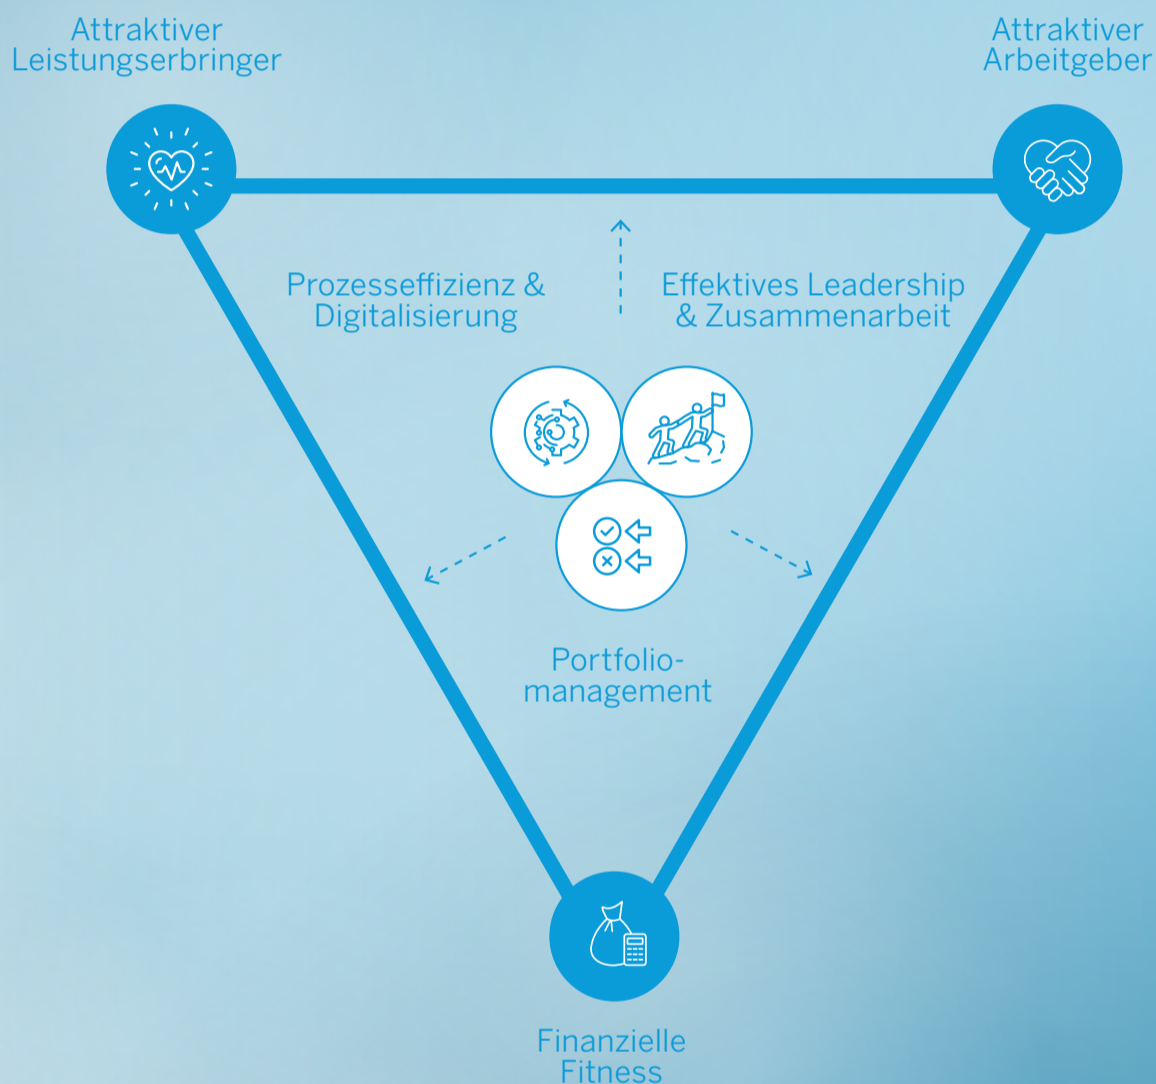 Attraktiver
Leistungserbringer
Attraktiver
Arbeitgeber
Prozesseffizienz &
Digitalisierung
Effektives Leadership
& Zusammenarbeit
Portfolio-
management
Finanzielle
Fitness